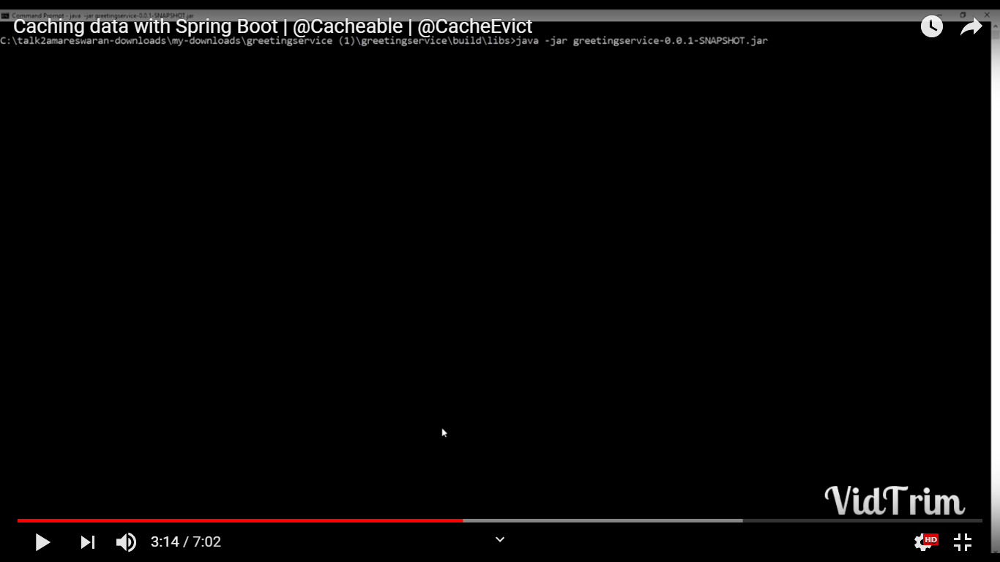 Command Prompt - java -jar greetingservice-0.0.1-SNAPSHOT.jar
Caching data with Spring Boot | @Cacheable | @CacheEvict
C:\talk2amareswaran-downloads\my-downloads\greetingservice (1)\greetingservice\build\libs>java -jar greetingservice-0.0.1-SNAPSHOT.jar
VidTrim
3:14 / 7:02
HD